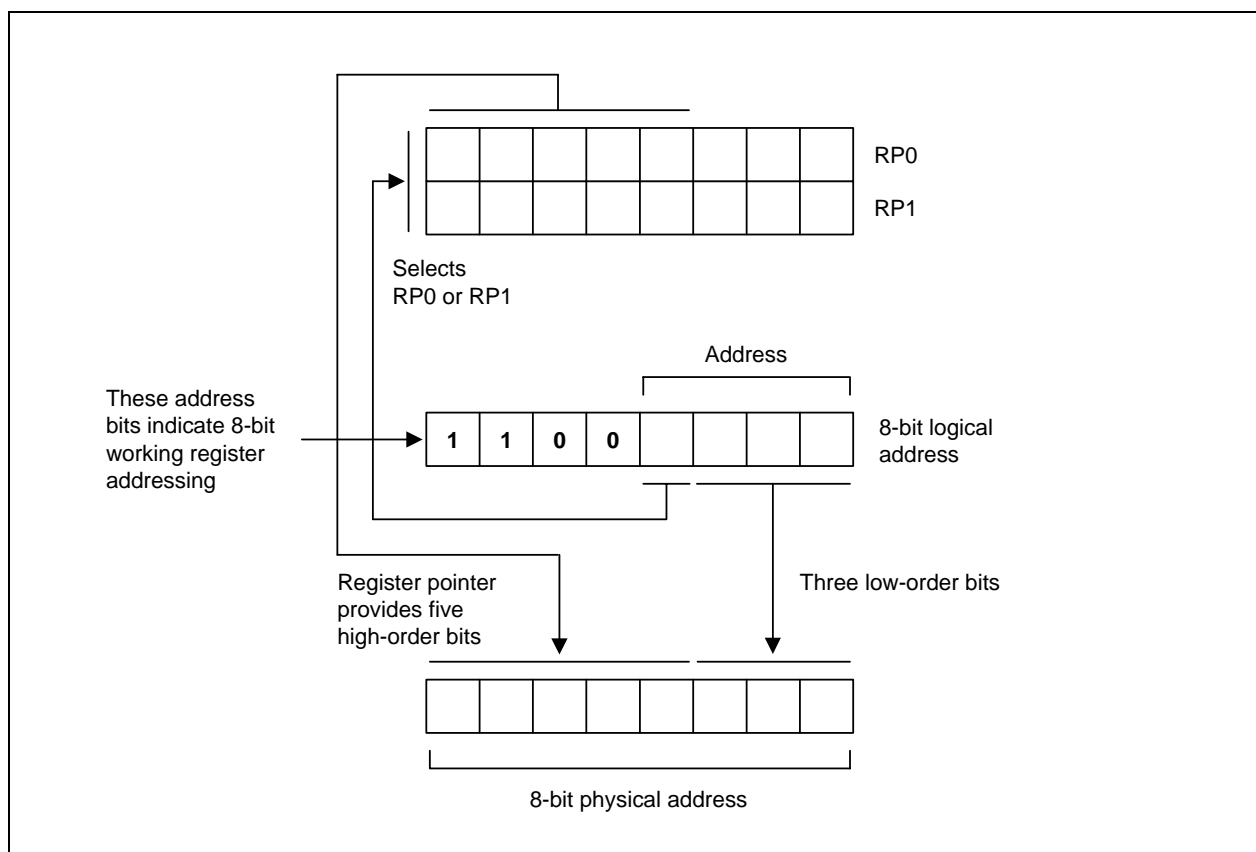 RP0
RP1
Selects
RP0 or RP1
Address
These address
bits indicate 8-bit
working register
addressing
1 1 0 0
8-bit logical
address
Register pointer
provides five
high-order bits
Three low-order bits
8-bit physical address